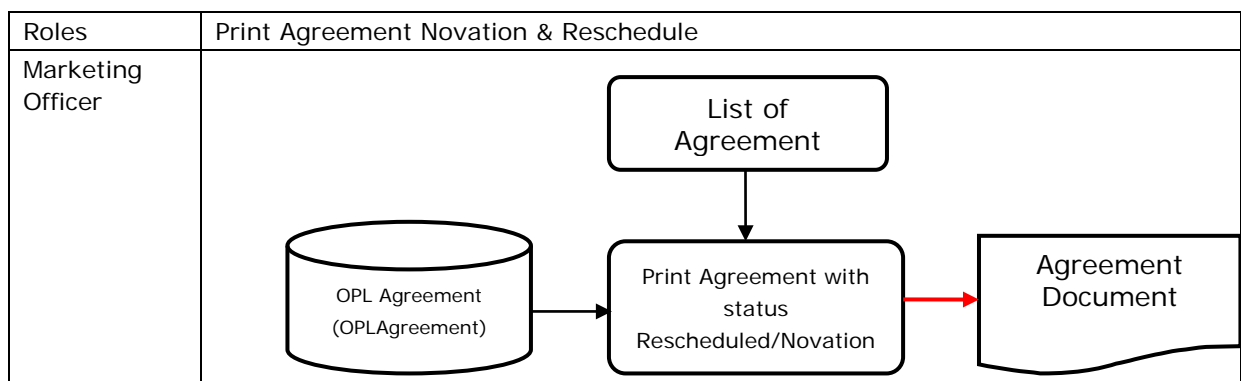 Roles
Print Agreement Novation & Reschedule
Marketing
Officer
List of
Agreement
OPL Agreement
(OPLAgreement)
Print Agreement with
status
Rescheduled/Novation
Agreement
Document